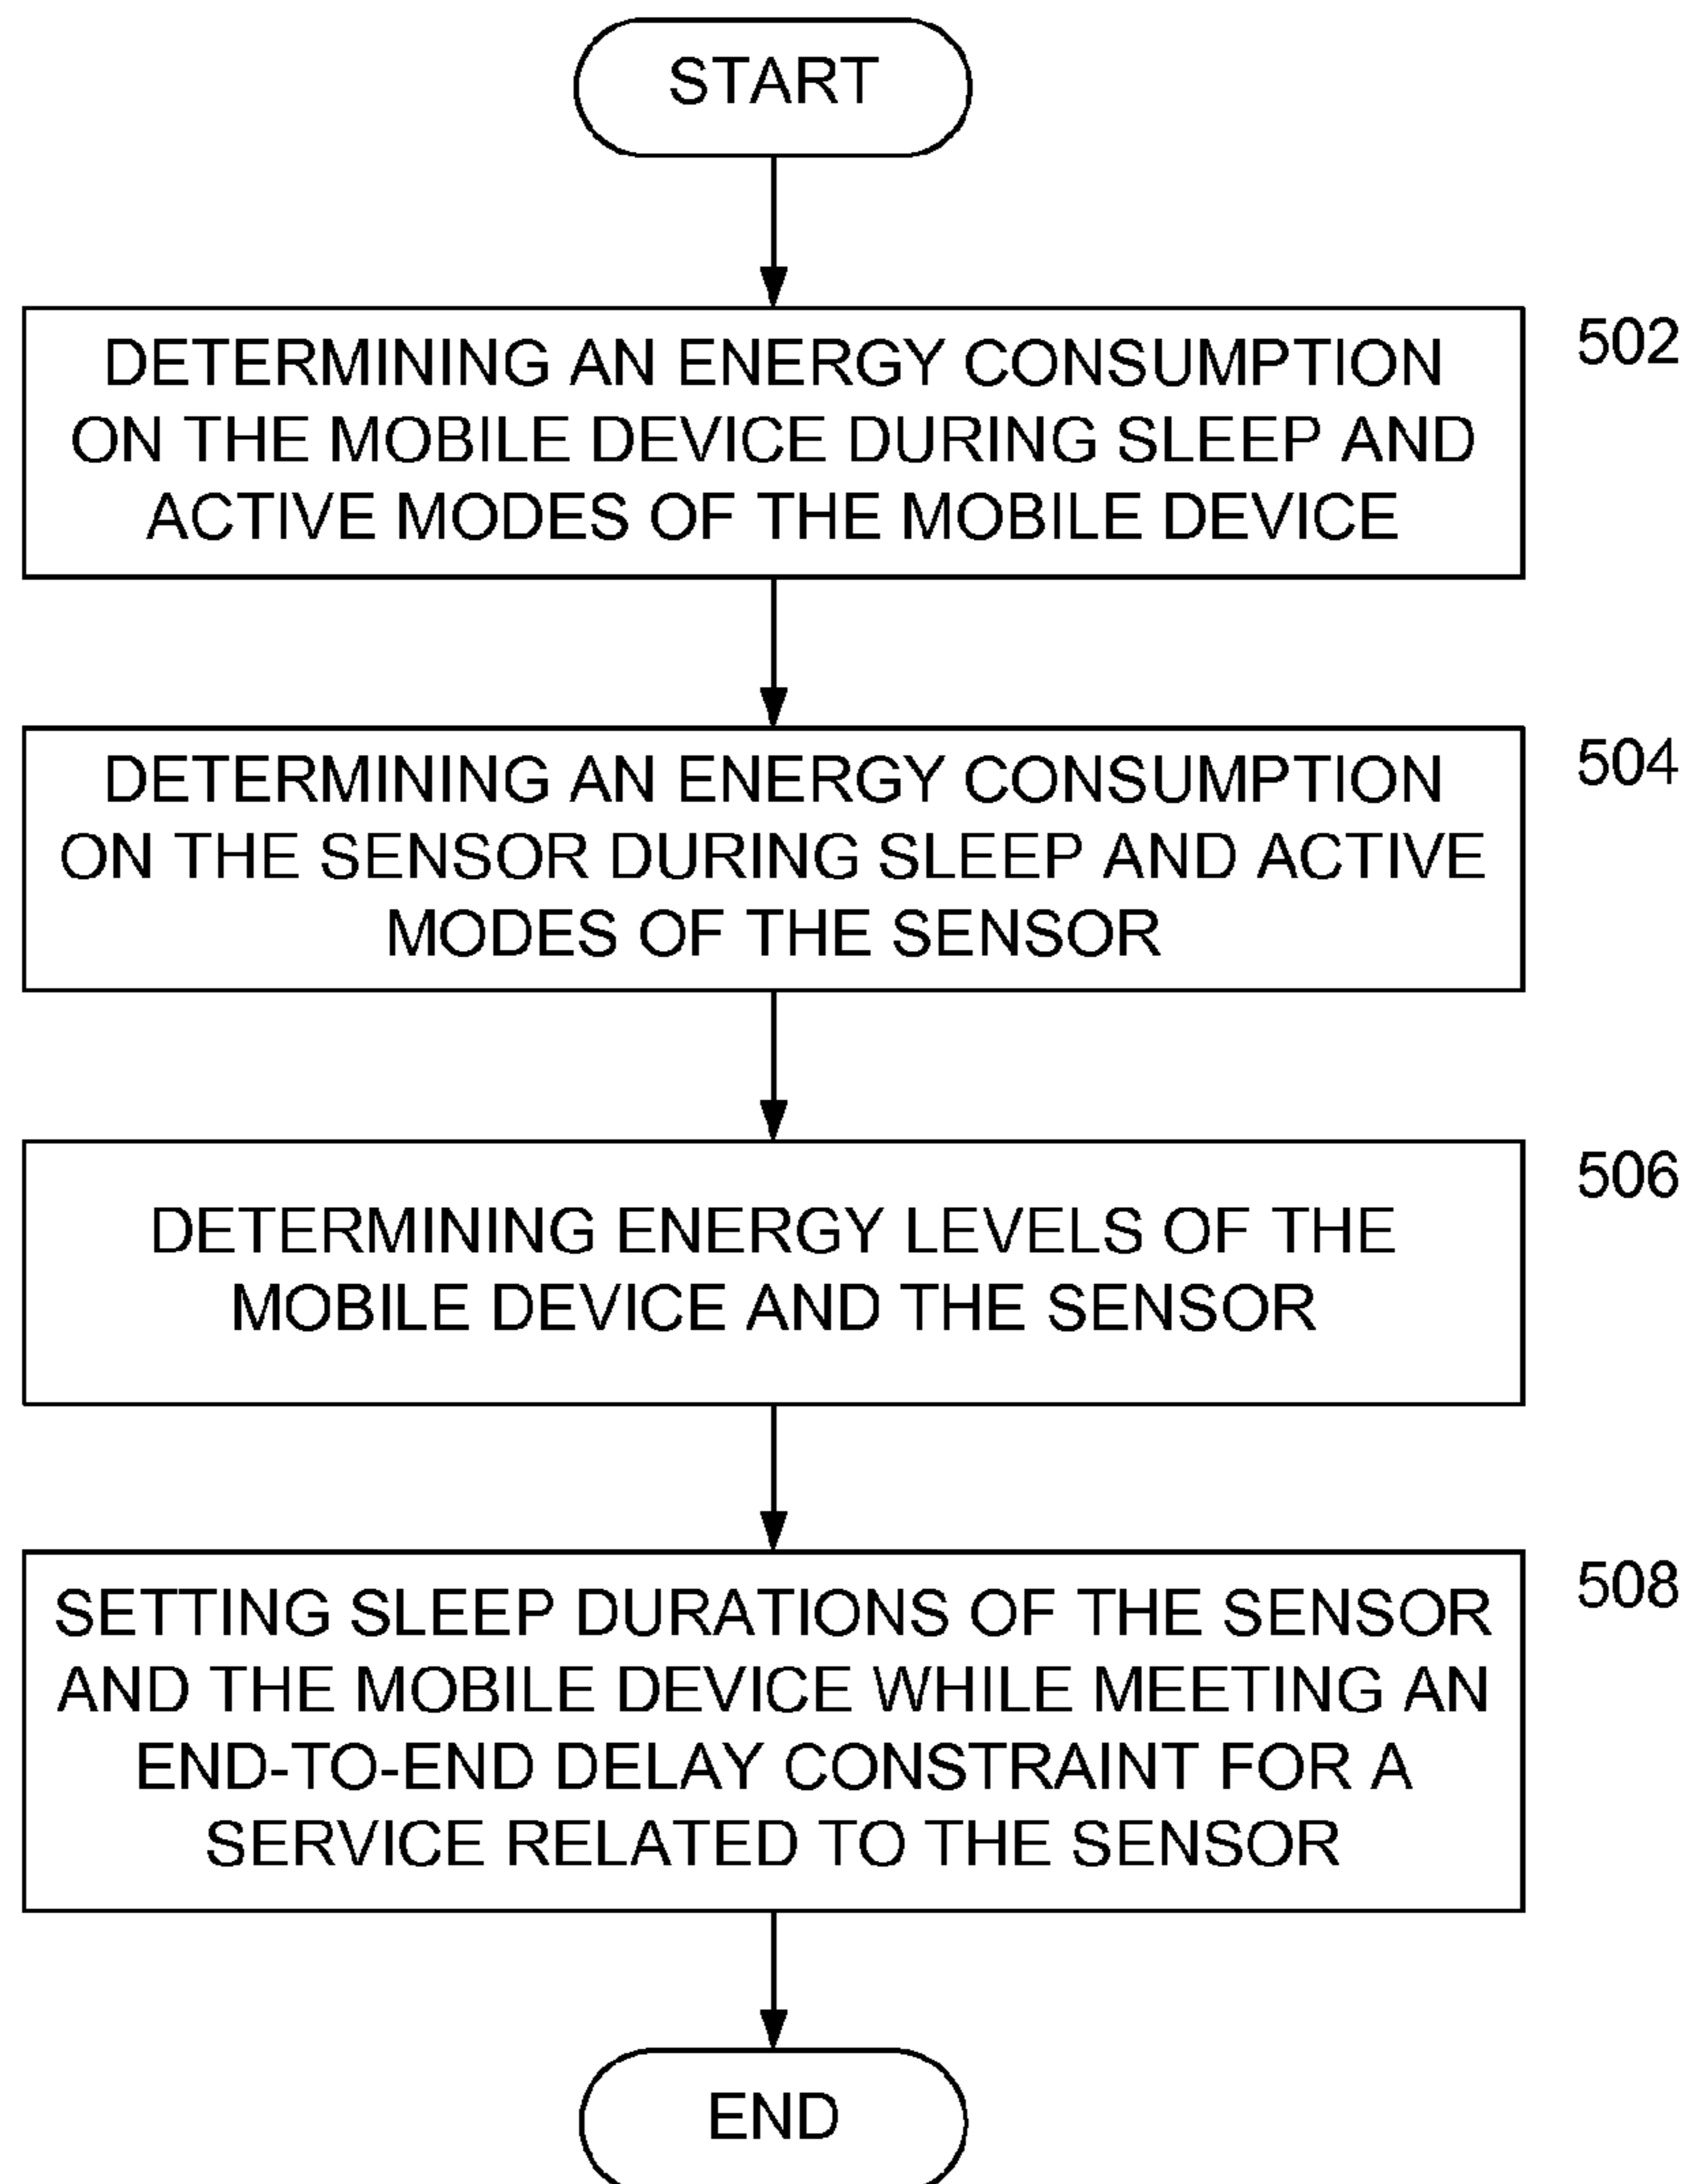 START
DETERMINING AN ENERGY CONSUMPTION
ON THE MOBILE DEVICE DURING SLEEP AND
ACTIVE MODES OF THE MOBILE DEVICE
502
DETERMINING AN ENERGY CONSUMPTION
ON THE SENSOR DURING SLEEP AND ACTIVE
MODES OF THE SENSOR
504
DETERMINING ENERGY LEVELS OF THE
MOBILE DEVICE AND THE SENSOR
506
SETTING SLEEP DURATIONS OF THE SENSOR
AND THE MOBILE DEVICE WHILE MEETING AN
END-TO-END DELAY CONSTRAINT FOR A
SERVICE RELATED TO THE SENSOR
508
END